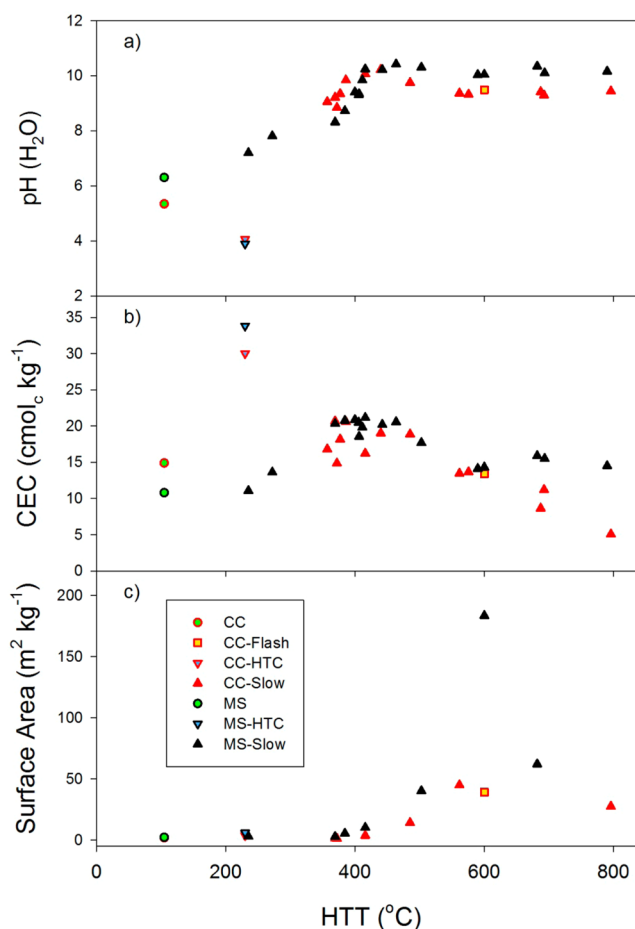 12
a)
10
8
6
4
2
pH (H2O)
35
b)
30
25
20
15
10
5
0
CEC (cmolc kg-1)
200
c)
150
100
50
0
Surface Area (m2 kg-1)
CC
CC-Flash
CC-HTC
CC-Slow
MS
MS-HTC
MS-Slow
0 200 400 600 800
HTT (oC)